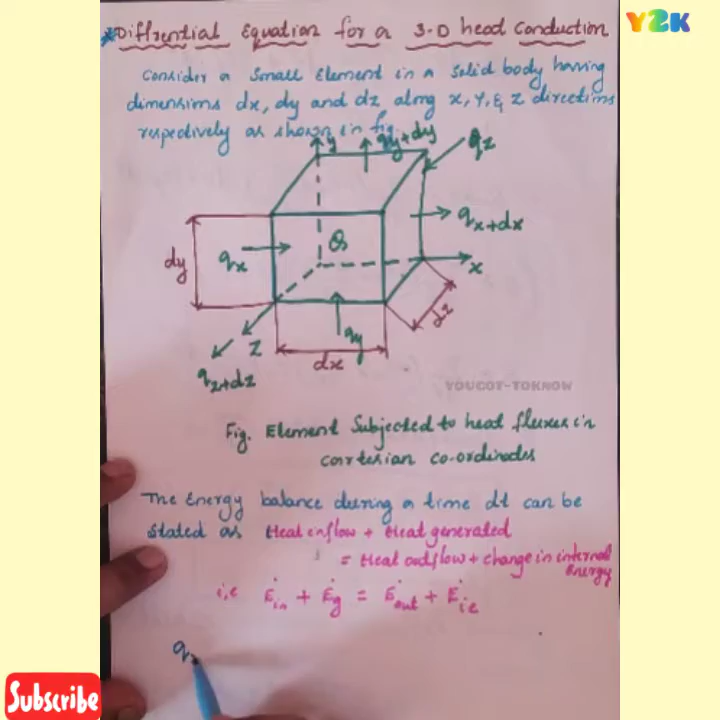 Y2K
*Diffrential Equation for a 3-D head Conduction
Consider a Small Element in a Solid body having
dimensions dx, dy and dz along x, y, & z directions
respectively as shown in fig.
y
qy+dy
qz
qx+dx
dy
qx
Q
x
dz
z
qz+dz
dx
qy
YOUGOT-TOKNOW
Fig. Element Subjected to heat fluxes in
cartesian co-ordinates
The Energy balance during a time dt can be
stated as Heat inflow + Heat generated
= Heat outflow + change in internal
Energy
i,e Ėin + Ėg = Ėout + Ėie
q
Subscribe